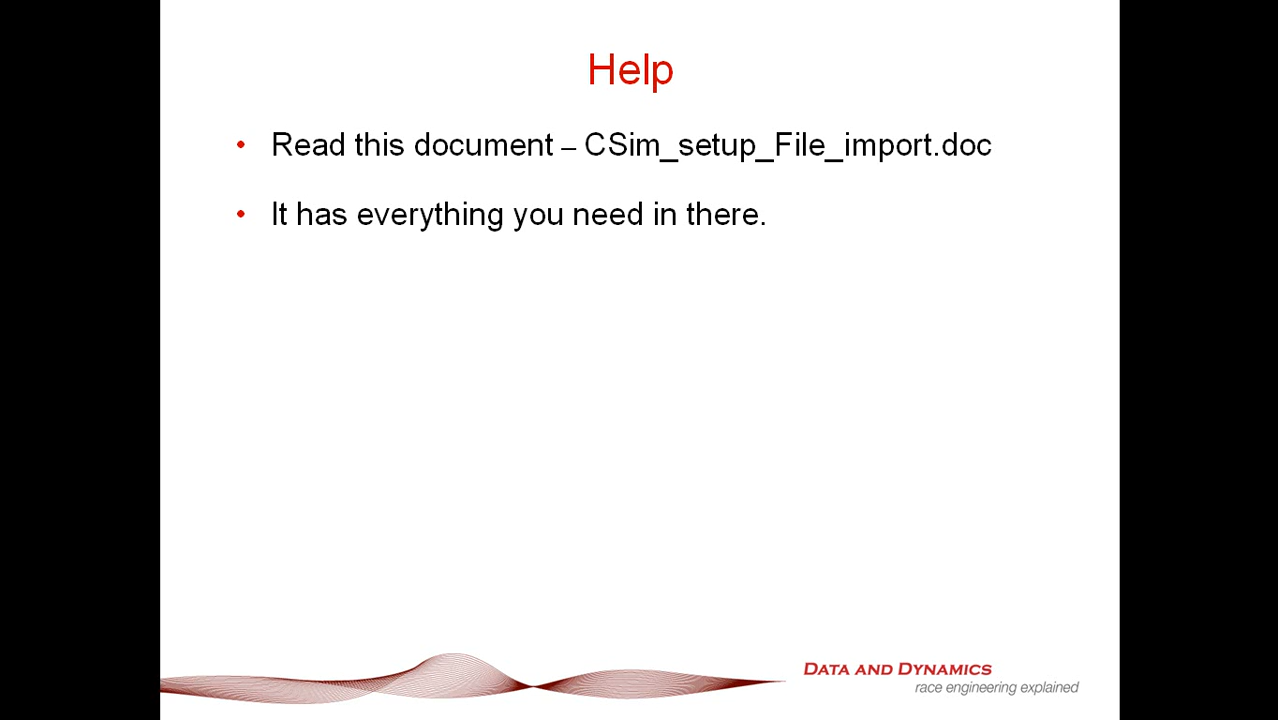 Help
• Read this document – CSim_setup_File_import.doc
• It has everything you need in there.
DATA AND DYNAMICS
race engineering explained